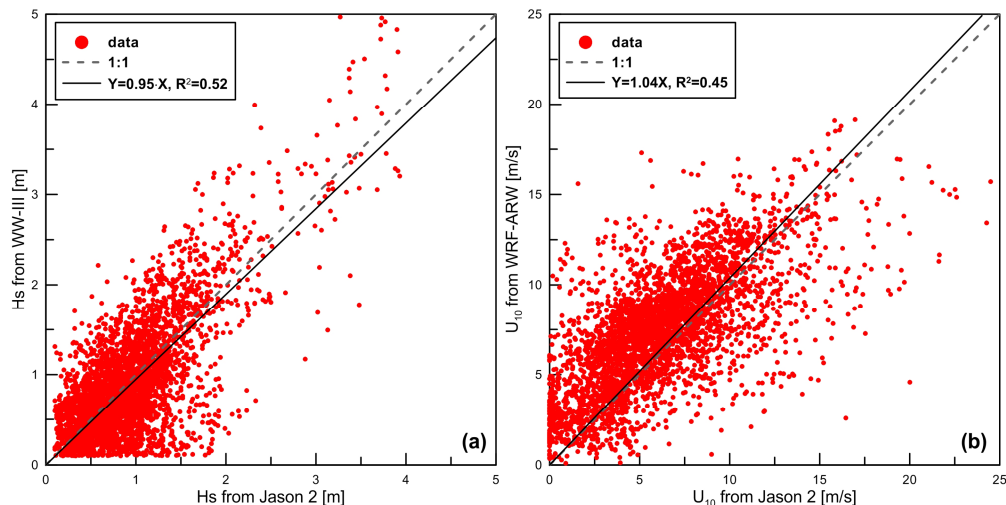 data
1:1
Y=0.95·X, R²=0.52
Hs from WW-III [m]
5
4
3
2
1
0
0
1
2
3
4
5
Hs from Jason 2 [m]
(a)
data
1:1
Y=1.04X, R²=0.45
U₁₀ from WRF-ARW [m/s]
25
20
15
10
5
0
0
5
10
15
20
25
U₁₀ from Jason 2 [m/s]
(b)